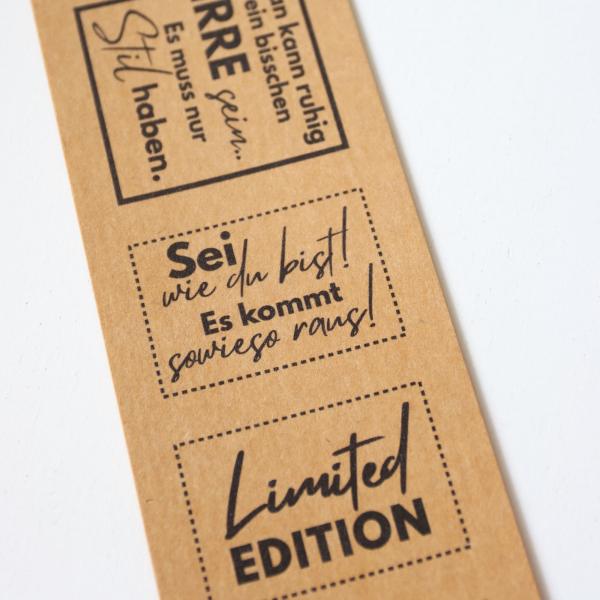 kann ruhig
ein bisschen
sein...
Es muss nur
Stil haben.
Sei
wie du bist!
Es kommt
sowieso raus!
Limited
EDITION